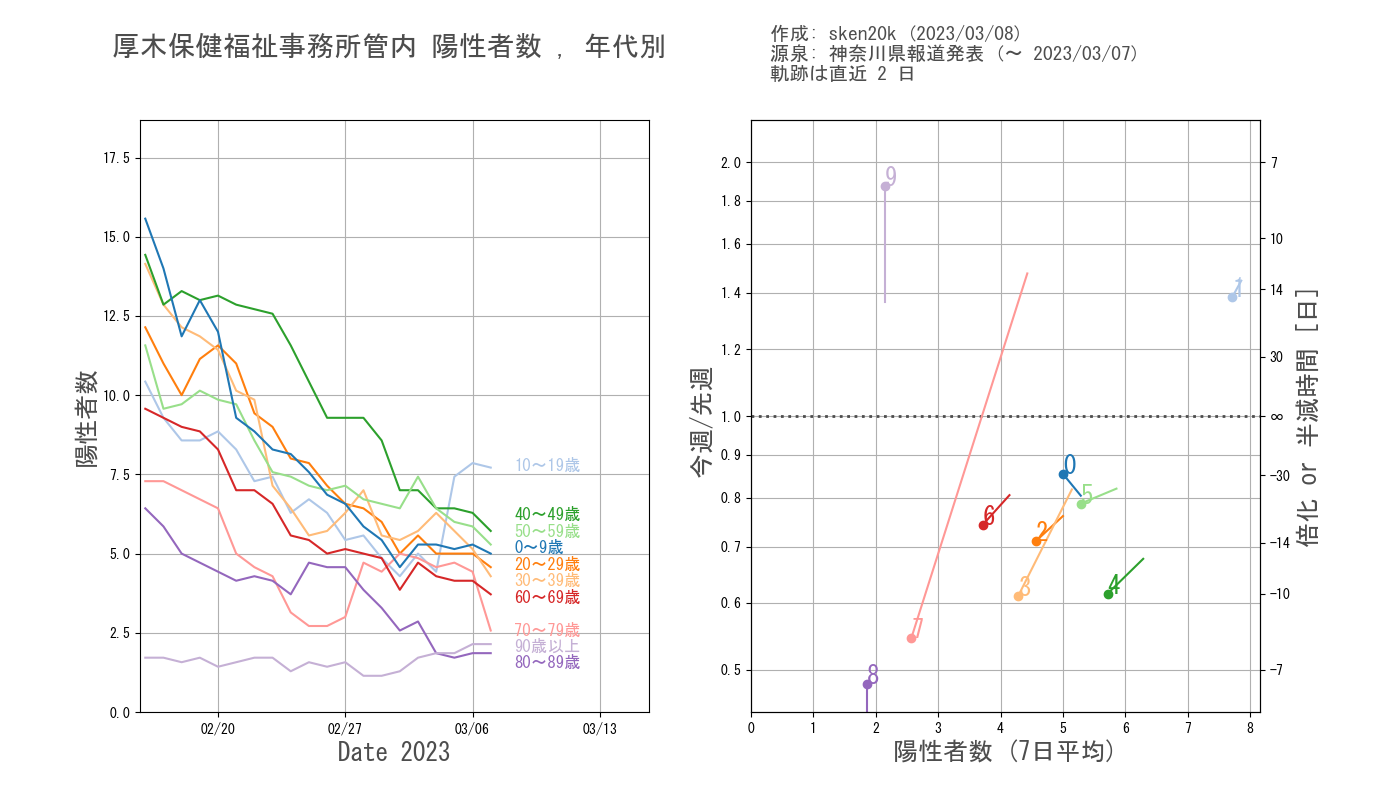 厚木保健福祉事務所管内 陽性者数 , 年代別
作成: sken20k (2023/03/08)
源泉: 神奈川県報道発表 (〜 2023/03/07)
軌跡は直近 2 日
陽性者数
17.5
15.0
12.5
10.0
7.5
5.0
2.5
0.0
02/20
02/27
03/06
03/13
Date 2023
10〜19歳
40〜49歳
50〜59歳
0〜9歳
20〜29歳
30〜39歳
60〜69歳
70〜79歳
90歳以上
80〜89歳
今週/先週
2.0
1.8
1.6
1.4
1.2
1.0
0.9
0.8
0.7
0.6
0.5
9
1
0
5
6
2
3
4
7
8
0
1
2
3
4
5
6
7
8
陽性者数 (7日平均)
7
10
14
30
∞
−30
−14
−10
−7
倍化 or 半減時間 [日]